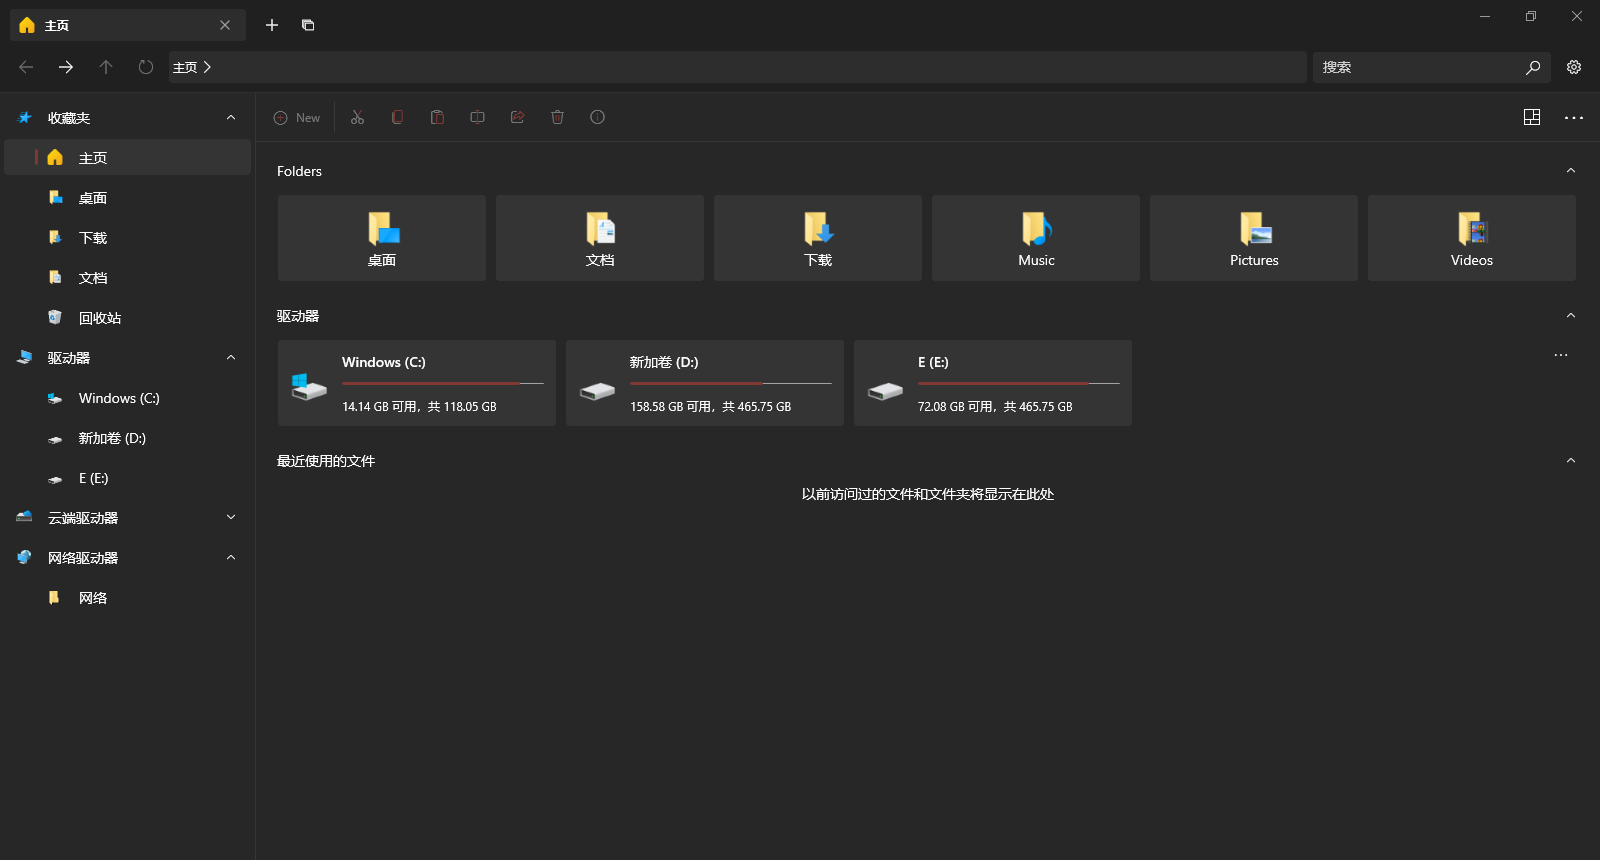 主页
主页
搜索
收藏夹
主页
桌面
下载
文档
回收站
驱动器
Windows (C:)
新加卷 (D:)
E (E:)
云端驱动器
网络驱动器
网络
New
Folders
桌面
文档
下载
Music
Pictures
Videos
驱动器
Windows (C:)
14.14 GB 可用，共 118.05 GB
新加卷 (D:)
158.58 GB 可用，共 465.75 GB
E (E:)
72.08 GB 可用，共 465.75 GB
最近使用的文件
以前访问过的文件和文件夹将显示在此处